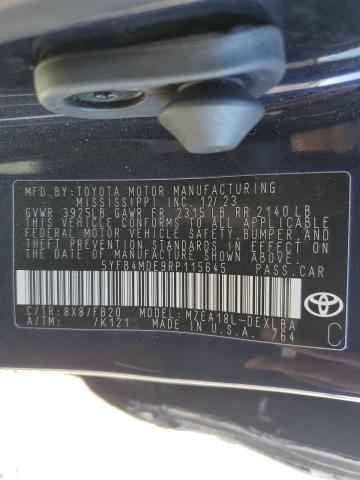 MFD.BY:TOYOTA MOTOR MANUFACTURING
MISSISSIPPI INC. 12/23
GVWR 3925LB GAWR FR 2315LB RR 2140LB
THIS VEHICLE CONFORMS TO ALL APPLICABLE
FEDERAL MOTOR VEHICLE SAFETY, BUMPER AND
THEFT PREVENTION STANDARDS IN EFFECT ON
THE DATE OF MANUFACTURE SHOWN ABOVE.
5YFB4MDE9RP115645 PASS.CAR
C/TR:8X8/FB20 MODEL:MZEA18L-DEXLBA
A/TM: /K121 MADE IN U.S.A. 764
TOYOTA
C